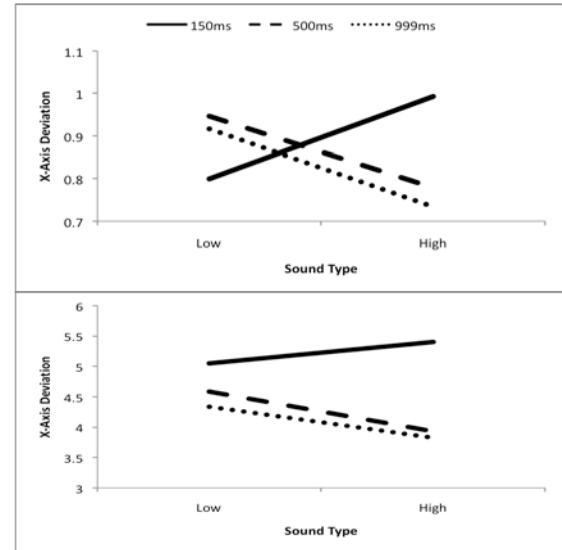 150ms 500ms 999ms
1.1
1
0.9
0.8
0.7
X-Axis Deviation
Low High
Sound Type
6
5.5
5
4.5
4
3.5
3
X-Axis Deviation
Low High
Sound Type